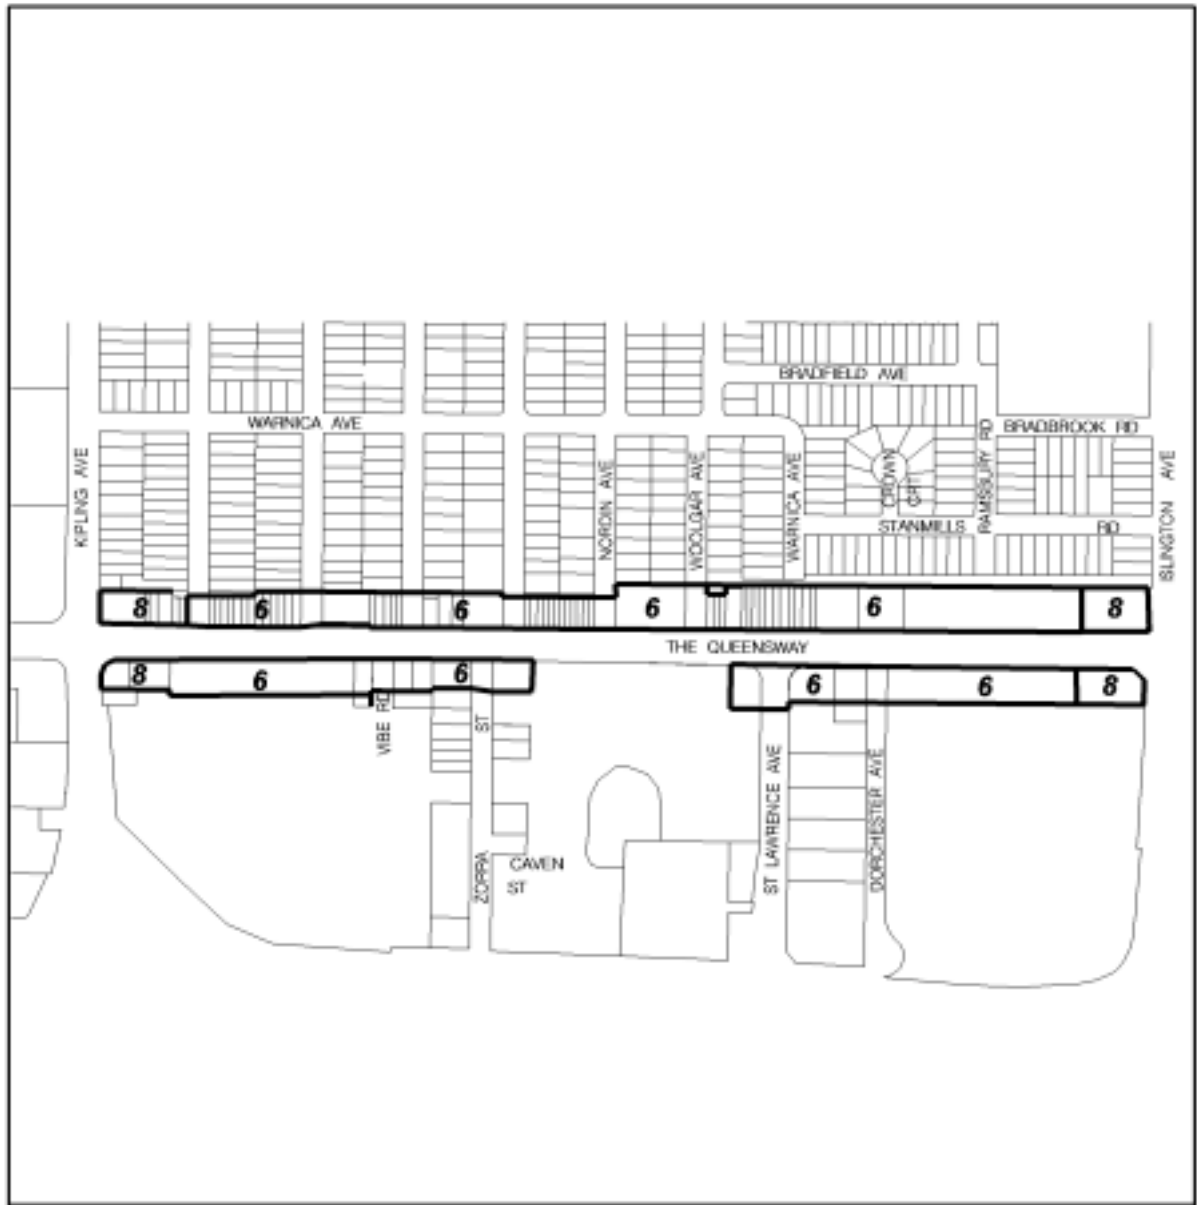 BRADFIELD AVE
WARNICA AVE
BRADBROOK RD
KIPLING AVE
NORDIN AVE
WOOLGAR AVE
WARNICA AVE
CROWN
CRT
RAMSBURY RD
ISLINGTON AVE
STANMILLS RD
8 6 6 6 6 8
THE QUEENSWAY
8 6 6 6 6 8
VIBE RD
ZORRA ST
CAVEN
ST
ST LAWRENCE AVE
DORCHESTER AVE